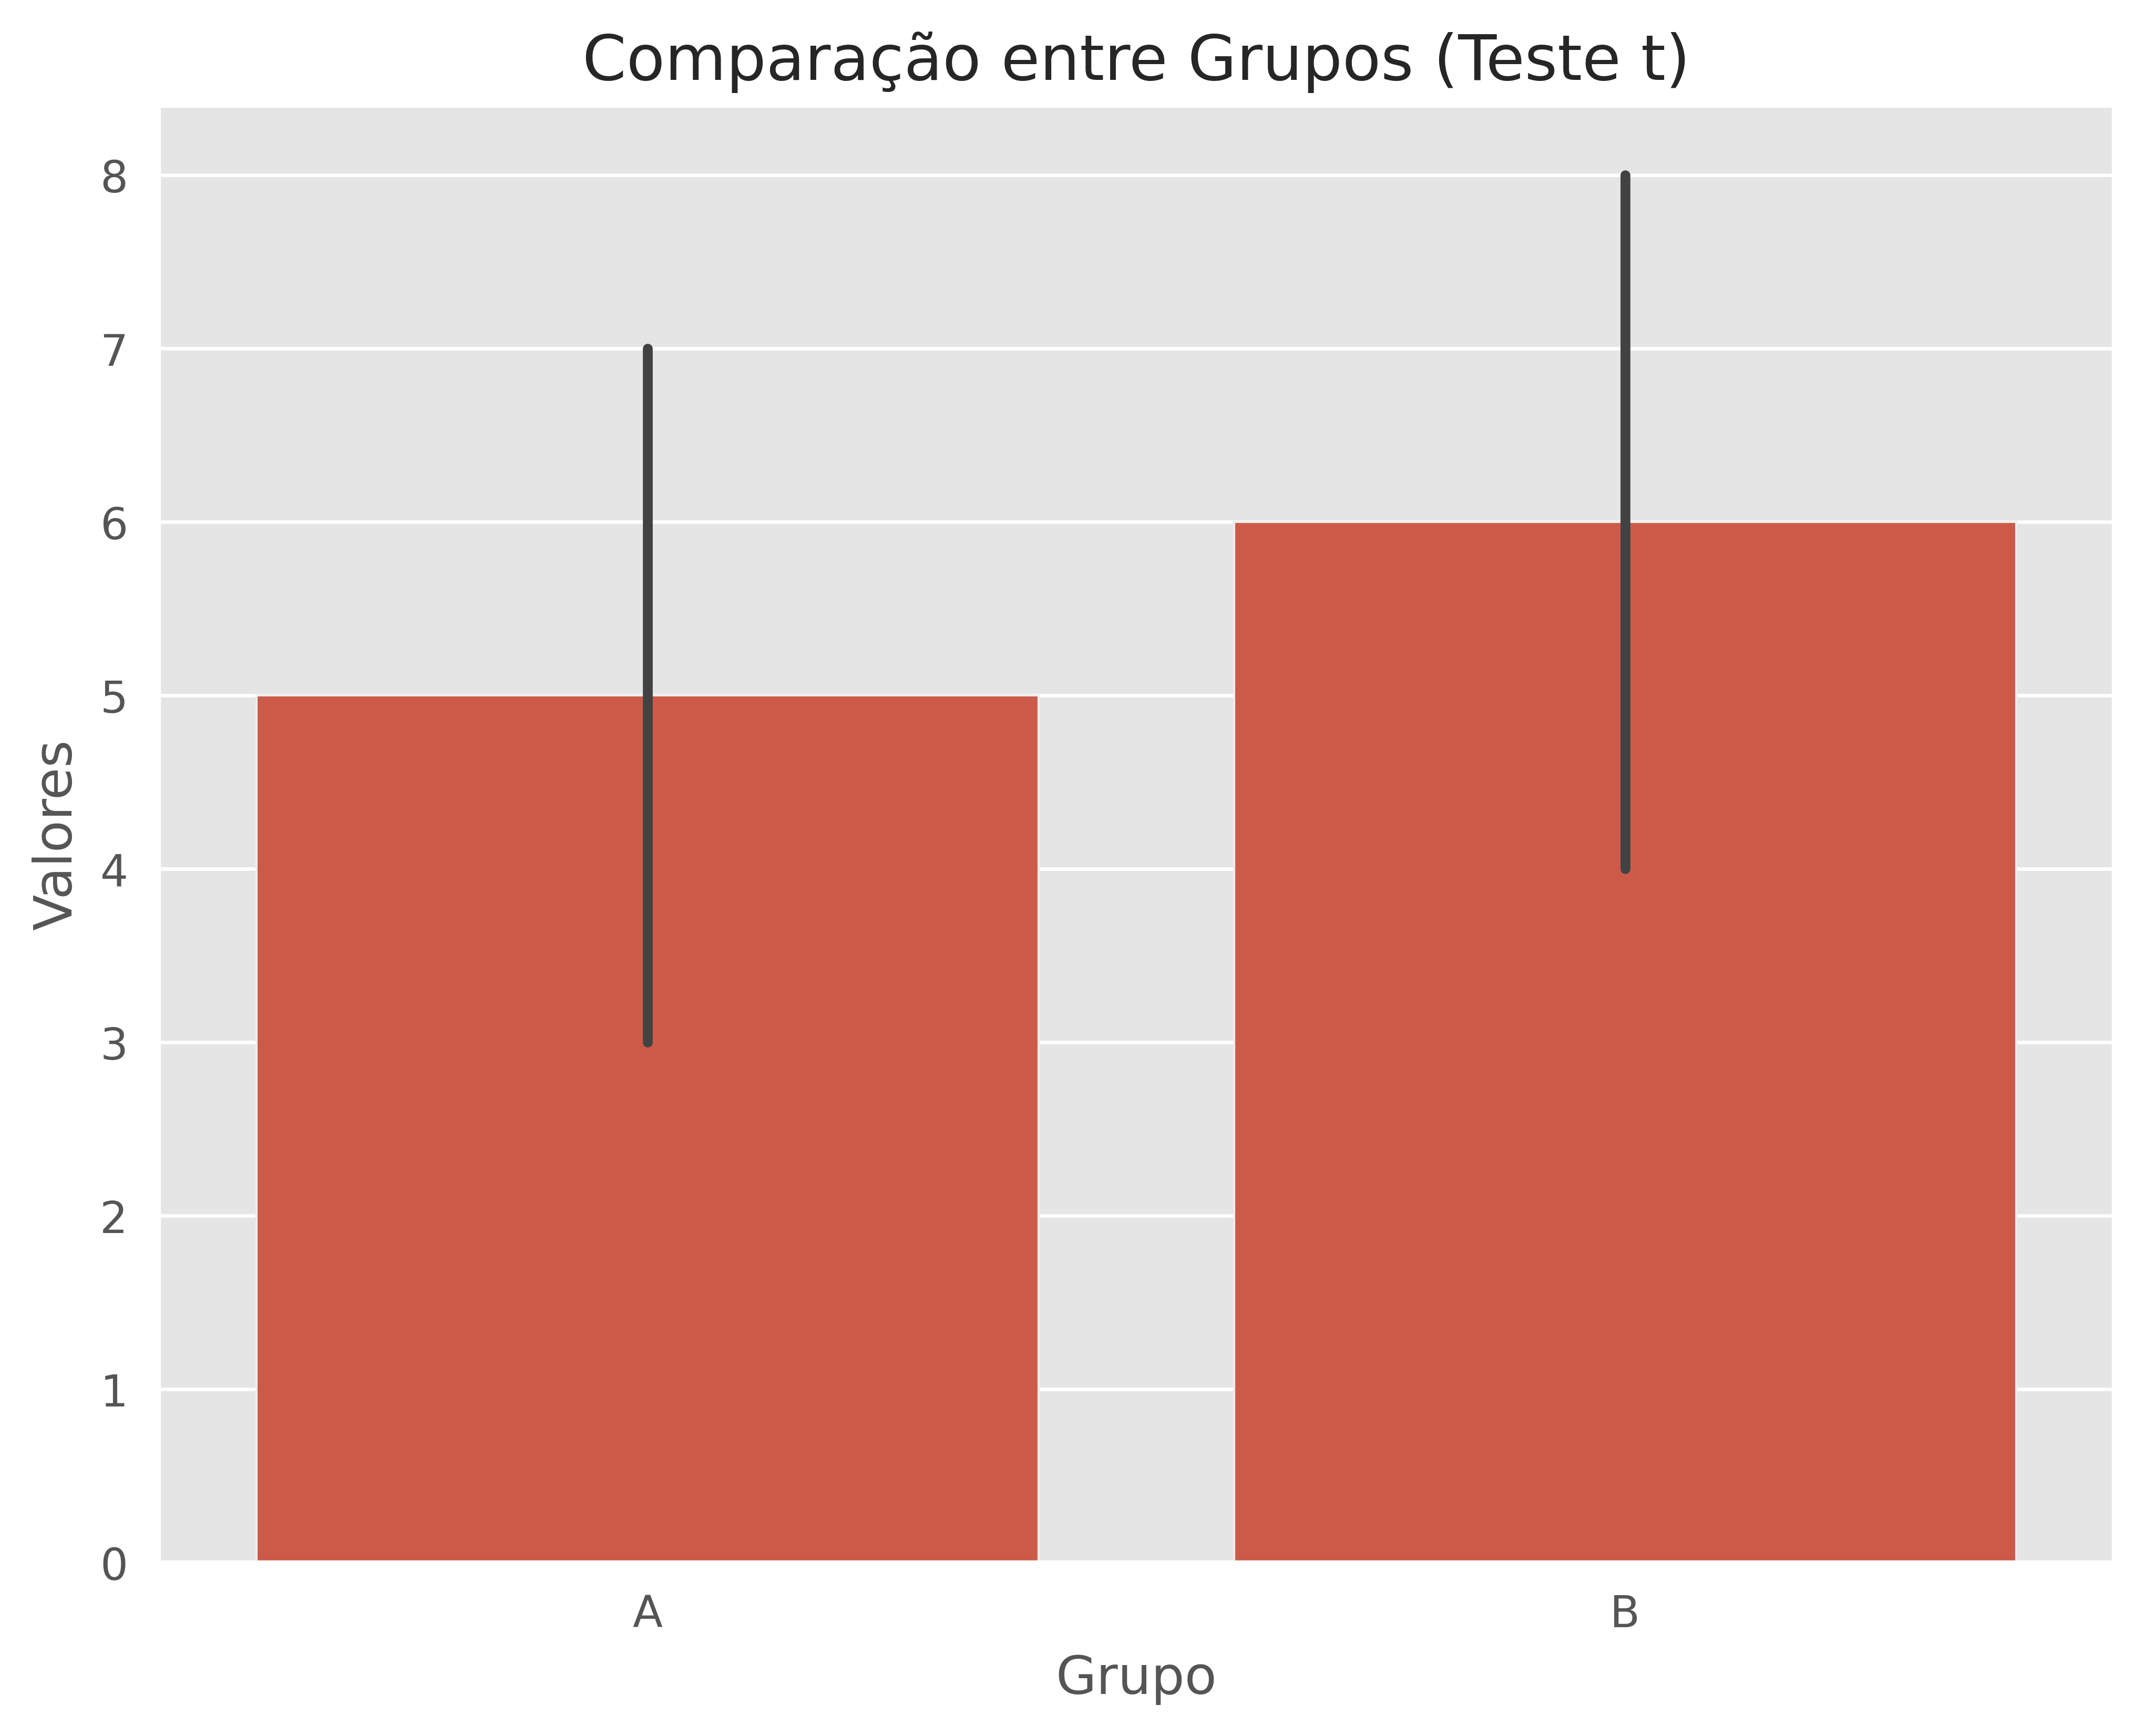 Comparação entre Grupos (Teste t)
8
7
6
5
4
3
2
1
0
Valores
A
B
Grupo